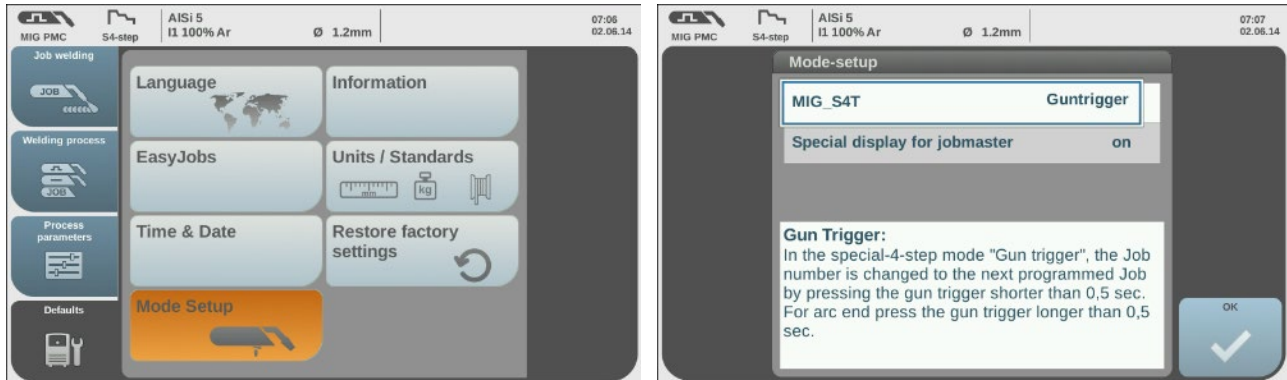 MIG PMC
S4-step
AlSi 5
I1 100% Ar
Ø 1.2mm
07:06
02.06.14
Job welding
JOB
Welding process
JOB
Process
parameters
Defaults
Language
Information
EasyJobs
Units / Standards
mm
kg
Time & Date
Restore factory
settings
Mode Setup
MIG PMC
S4-step
AlSi 5
I1 100% Ar
Ø 1.2mm
07:07
02.06.14
Mode-setup
MIG_S4T Guntrigger
Special display for jobmaster on
Gun Trigger:
In the special-4-step mode "Gun trigger", the Job
number is changed to the next programmed Job
by pressing the gun trigger shorter than 0,5 sec.
For arc end press the gun trigger longer than 0,5
sec.
OK